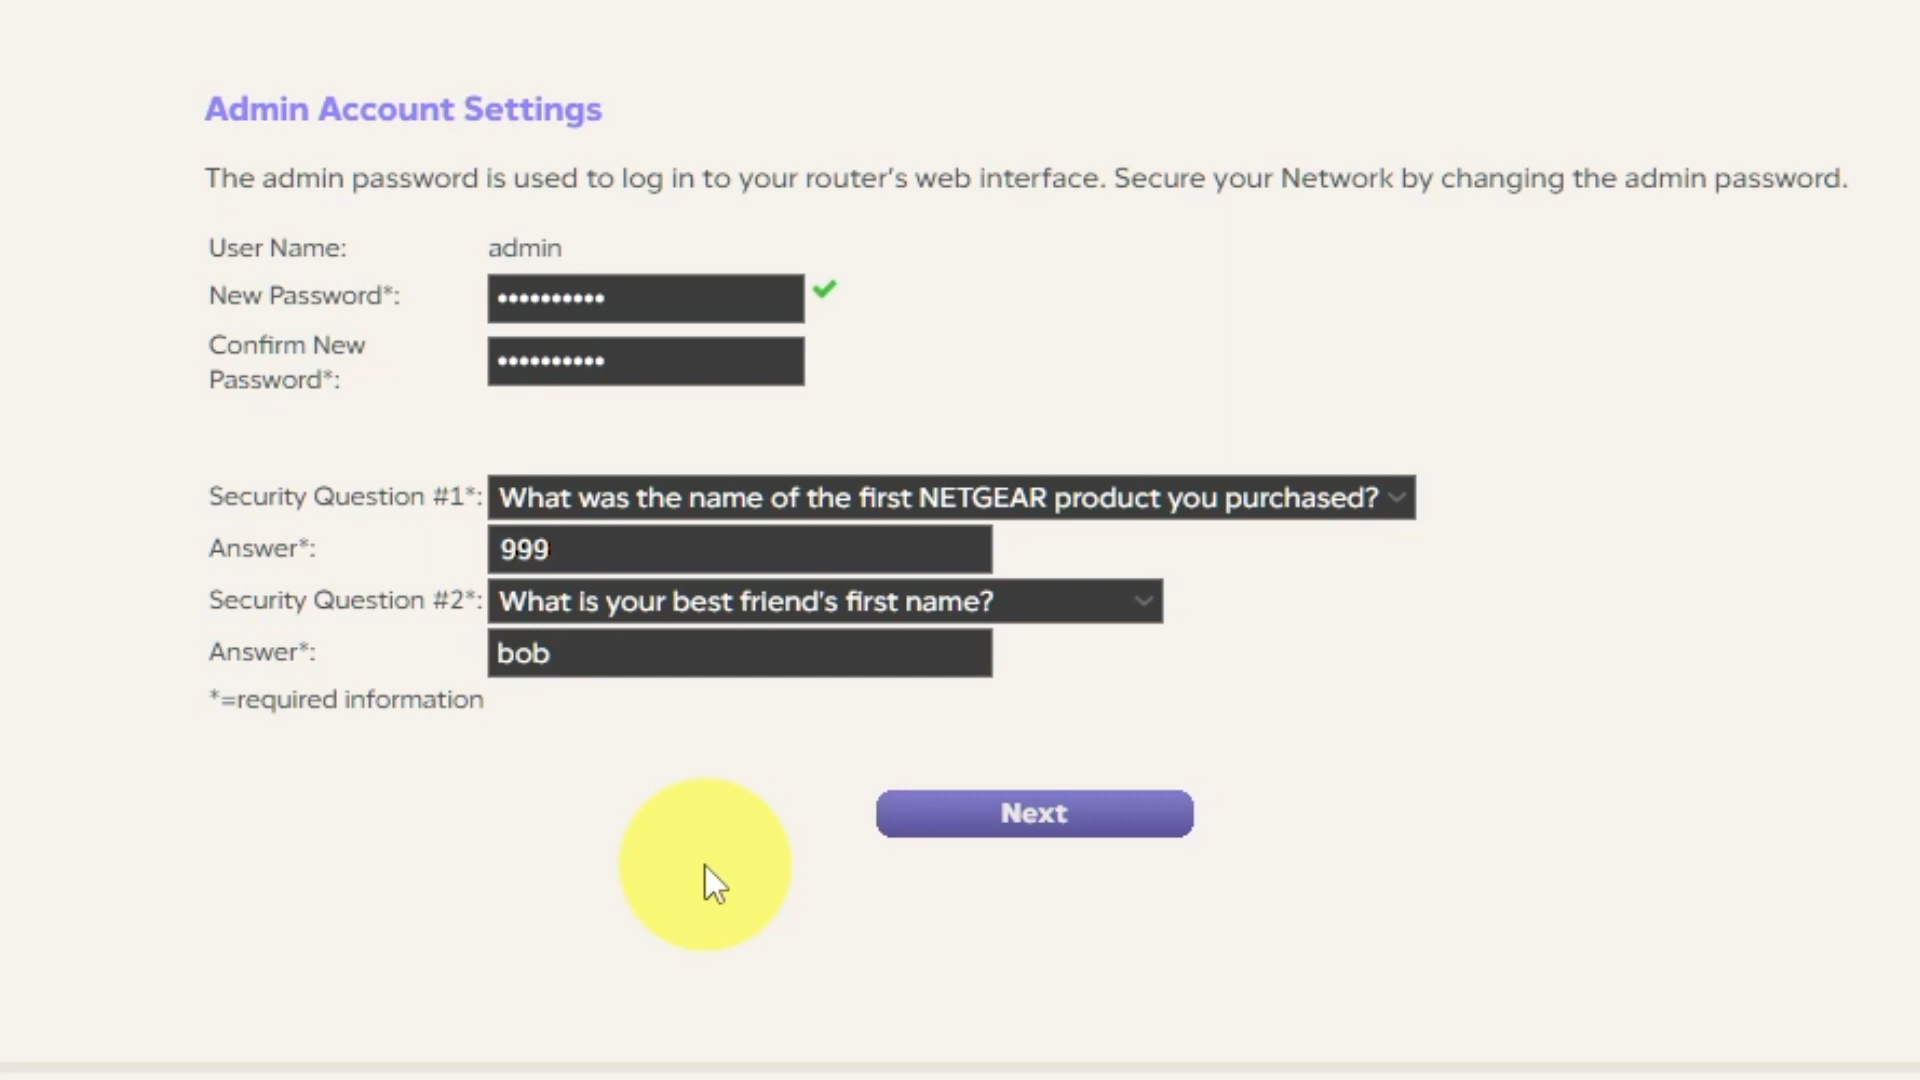 Admin Account Settings
The admin password is used to log in to your router's web interface. Secure your Network by changing the admin password.
User Name: admin
New Password*: ••••••••••
Confirm New
Password*: ••••••••••
Security Question #1*: What was the name of the first NETGEAR product you purchased?
Answer*: 999
Security Question #2*: What is your best friend's first name?
Answer*: bob
*=required information
Next